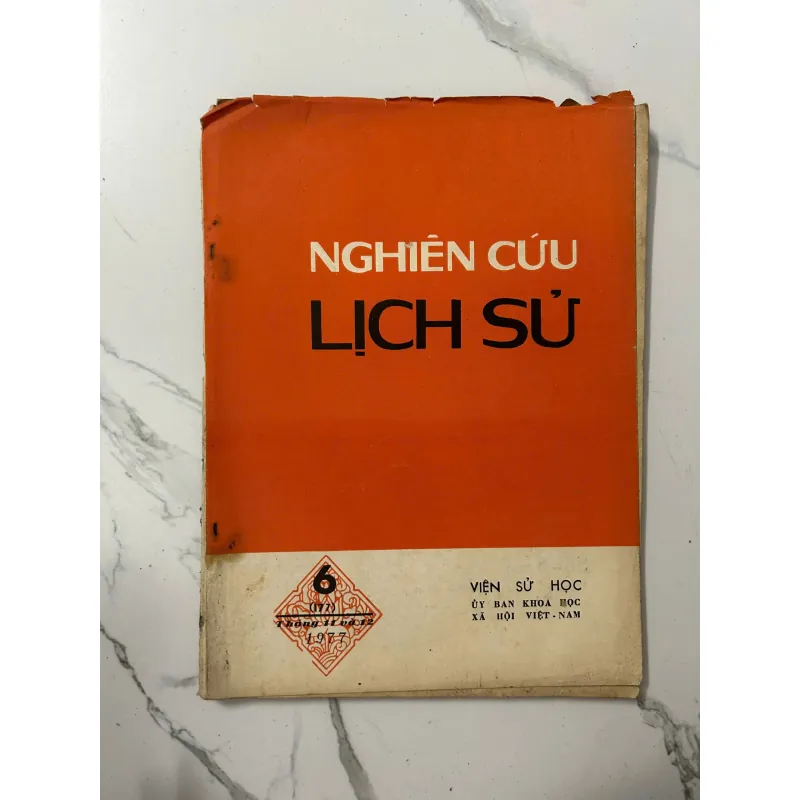 NGHIÊN CỨU
LỊCH SỬ
6
(177)
Tháng 11 và 12
1977
VIỆN SỬ HỌC
ỦY BAN KHOA HỌC
XÃ HỘI VIỆT-NAM